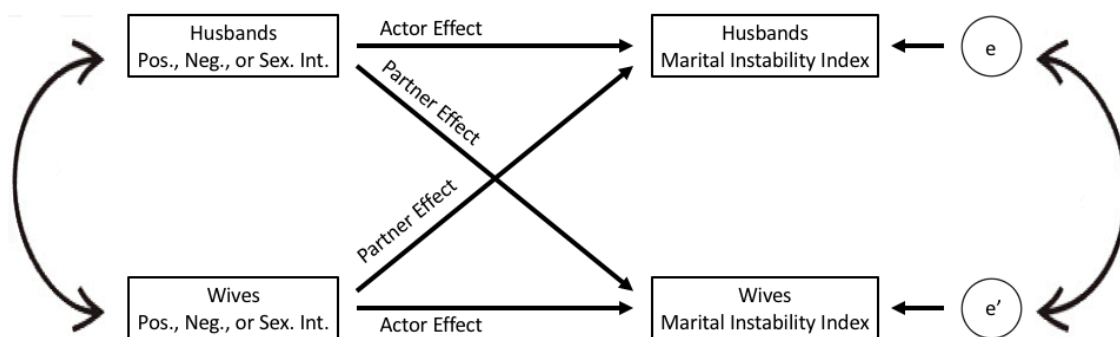 Husbands
Pos., Neg., or Sex. Int.
Actor Effect
Husbands
Marital Instability Index
e
Partner Effect
Partner Effect
Wives
Pos., Neg., or Sex. Int.
Actor Effect
Wives
Marital Instability Index
e’